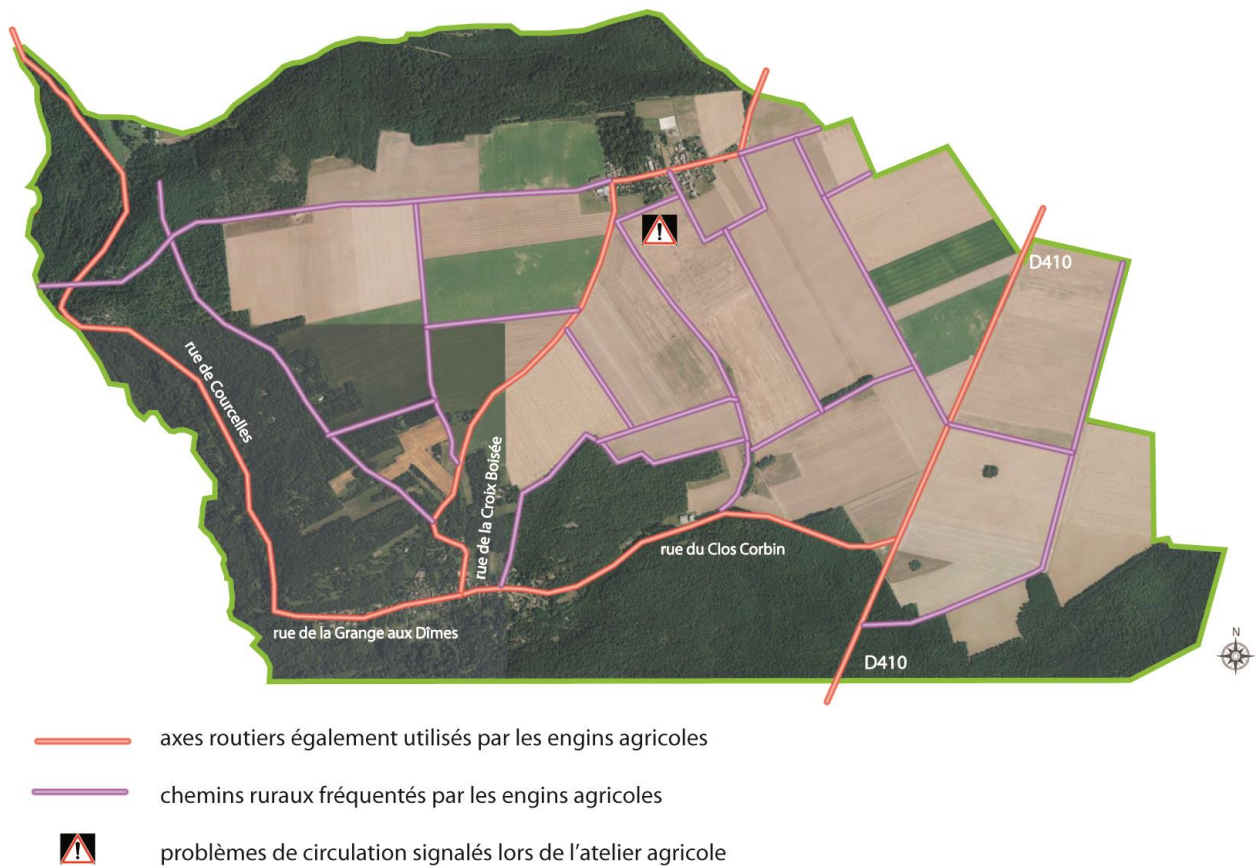 D410
rue de Courcelles
rue de la Croix Boisée
rue du Clos Corbin
rue de la Grange aux Dîmes
N
D410
axes routiers également utilisés par les engins agricoles
chemins ruraux fréquentés par les engins agricoles
problèmes de circulation signalés lors de l'atelier agricole